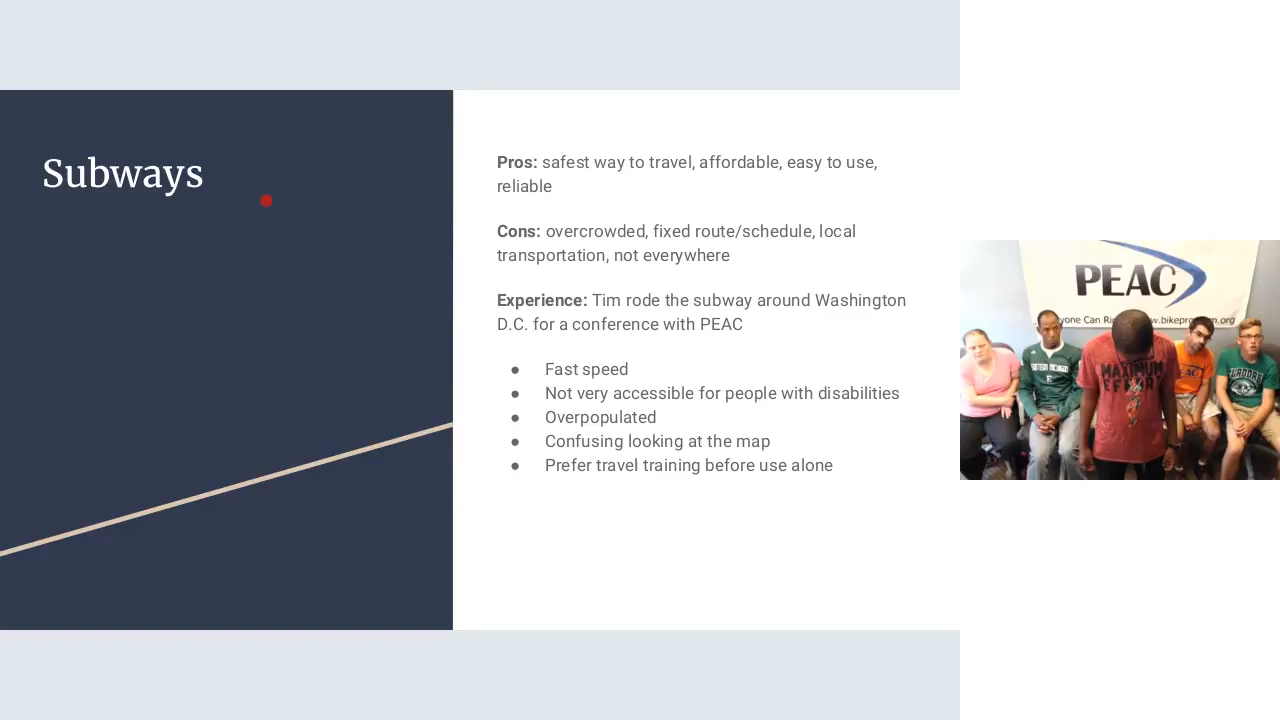 Subways
Pros: safest way to travel, affordable, easy to use,
reliable
Cons: overcrowded, fixed route/schedule, local
transportation, not everywhere
Experience: Tim rode the subway around Washington
D.C. for a conference with PEAC
● Fast speed
● Not very accessible for people with disabilities
● Overpopulated
● Confusing looking at the map
● Prefer travel training before use alone
PEAC
yone Can Ri
.org
MAXIMUM
EFFORT